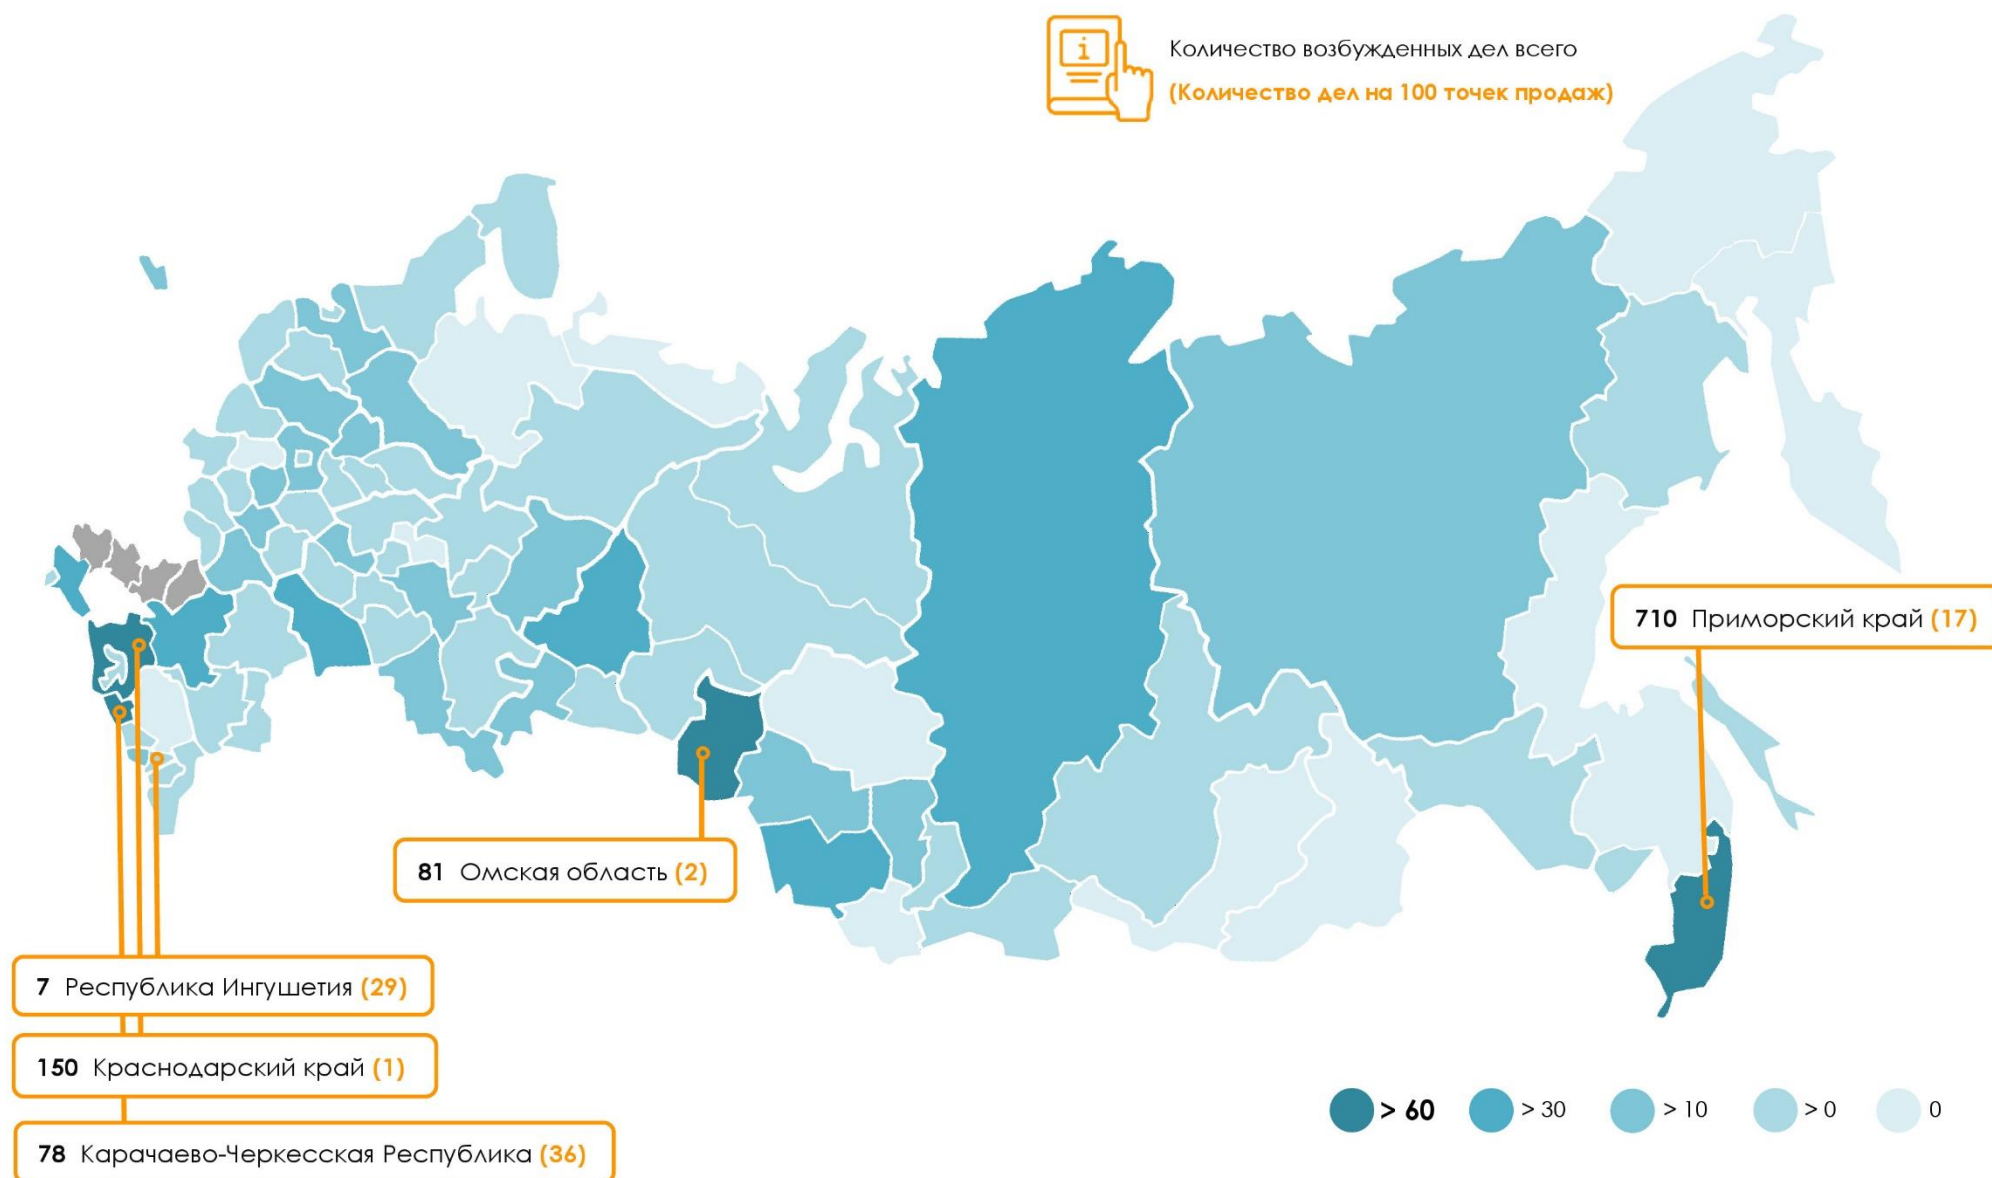 i
Количество возбужденных дел всего
(Количество дел на 100 точек продаж)
710 Приморский край (17)
81 Омская область (2)
7 Республика Ингушетия (29)
150 Краснодарский край (1)
78 Карачаево-Черкесская Республика (36)
> 60 > 30 > 10 > 0 0